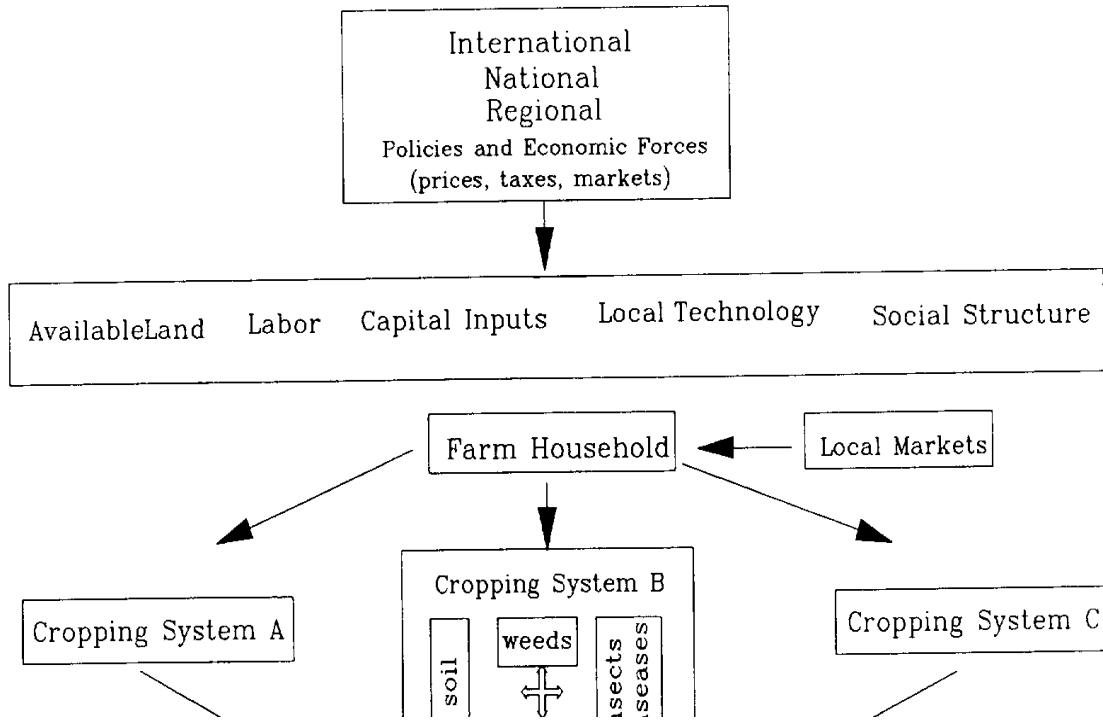 International
National
Regional
Policies and Economic Forces
(prices, taxes, markets)
AvailableLand Labor Capital Inputs Local Technology Social Structure
Farm Household
Local Markets
Cropping System B
Cropping System A
Cropping System C
weeds
soil